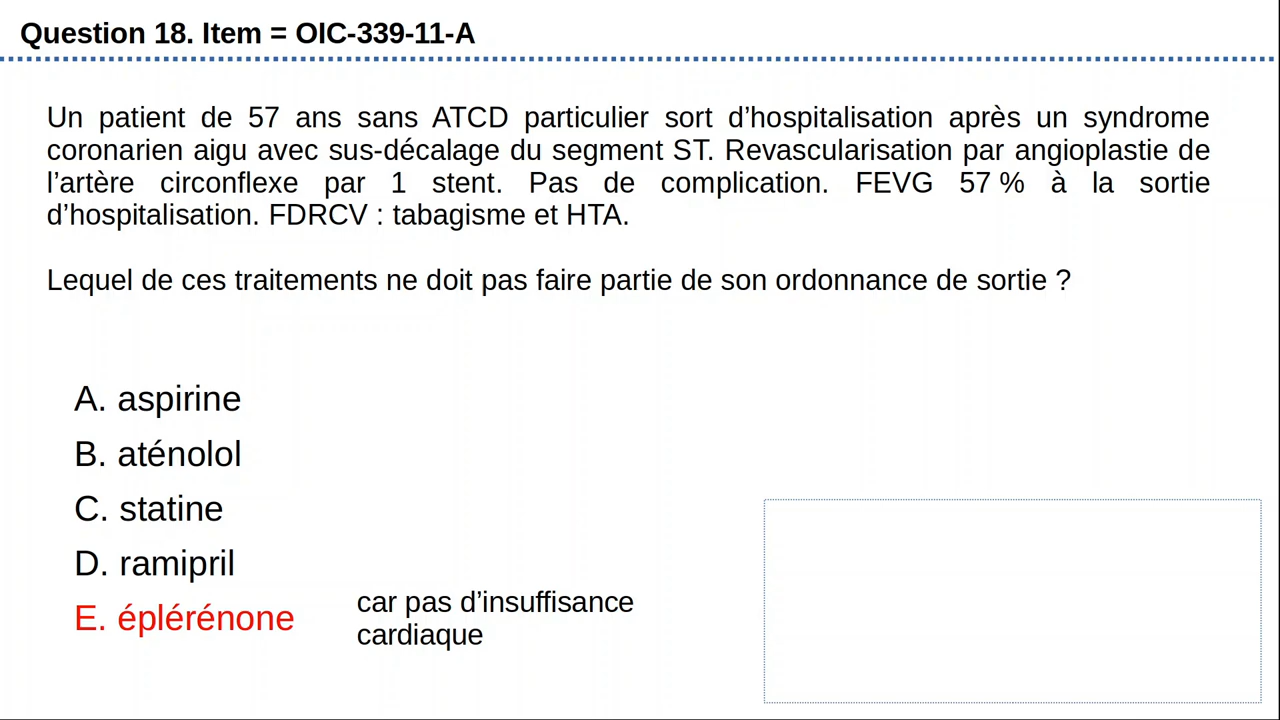 Question 18. Item = OIC-339-11-A
Un patient de 57 ans sans ATCD particulier sort d’hospitalisation après un syndrome
coronarien aigu avec sus-décalage du segment ST. Revascularisation par angioplastie de
l’artère circonflexe par 1 stent. Pas de complication. FEVG 57 % à la sortie
d’hospitalisation. FDRCV : tabagisme et HTA.
Lequel de ces traitements ne doit pas faire partie de son ordonnance de sortie ?
A. aspirine
B. aténolol
C. statine
D. ramipril
E. éplérénone
car pas d’insuffisance
cardiaque